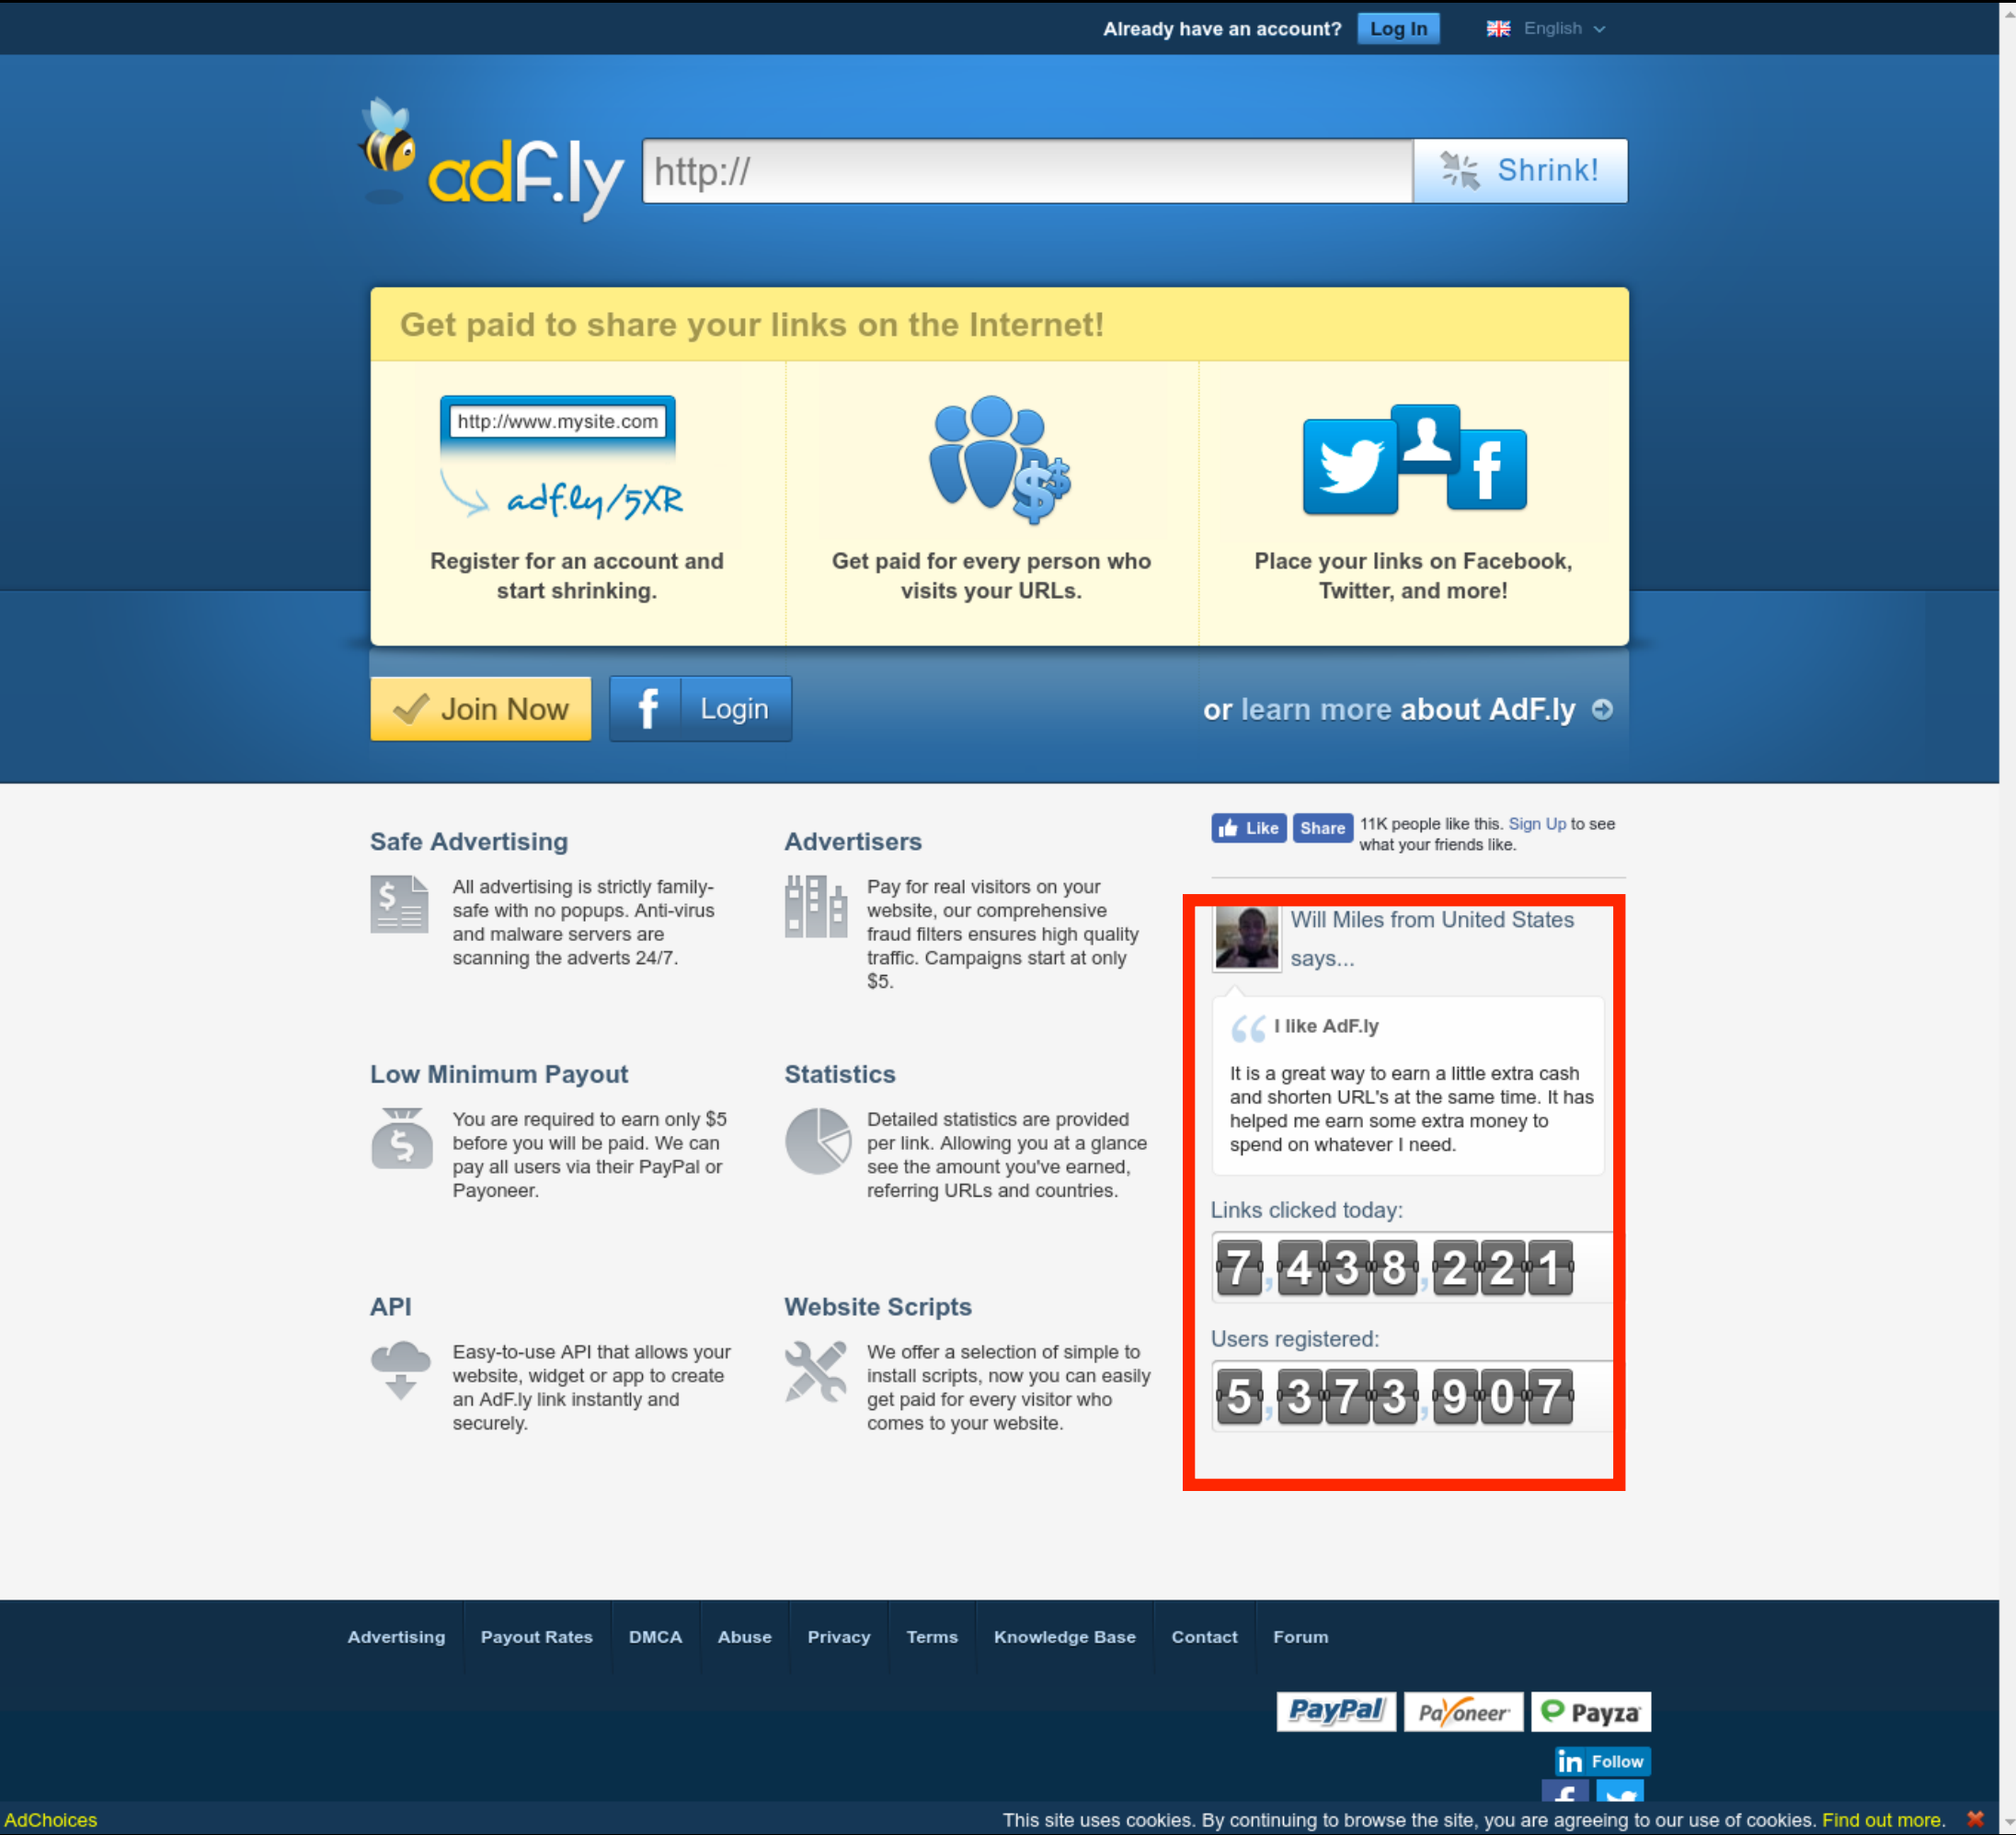 Already have an account? Log In English
adf.ly http:// Shrink!
Get paid to share your links on the Internet!
http://www.mysite.com
adf.ly/5XR
Register for an account and
start shrinking.
Get paid for every person who
visits your URLs.
Place your links on Facebook,
Twitter, and more!
Join Now
f Login
or learn more about AdF.ly
Safe Advertising
All advertising is strictly family-
safe with no popups. Anti-virus
and malware servers are
scanning the adverts 24/7.
Advertisers
Pay for real visitors on your
website, our comprehensive
fraud filters ensures high quality
traffic. Campaigns start at only
$5.
Like Share 11K people like this. Sign Up to see
what your friends like.
Will Miles from United States
says...
I like AdF.ly
It is a great way to earn a little extra cash
and shorten URL's at the same time. It has
helped me earn some extra money to
spend on whatever I need.
Low Minimum Payout
You are required to earn only $5
before you will be paid. We can
pay all users via their PayPal or
Payoneer.
Statistics
Detailed statistics are provided
per link. Allowing you at a glance
see the amount you've earned,
referring URLs and countries.
Links clicked today:
7,438,221
Users registered:
5,373,907
API
Easy-to-use API that allows your
website, widget or app to create
an AdF.ly link instantly and
securely.
Website Scripts
We offer a selection of simple to
install scripts, now you can easily
get paid for every visitor who
comes to your website.
Advertising Payout Rates DMCA Abuse Privacy Terms Knowledge Base Contact Forum
PayPal Payoneer Payza
in Follow
AdChoices
This site uses cookies. By continuing to browse the site, you are agreeing to our use of cookies. Find out more.